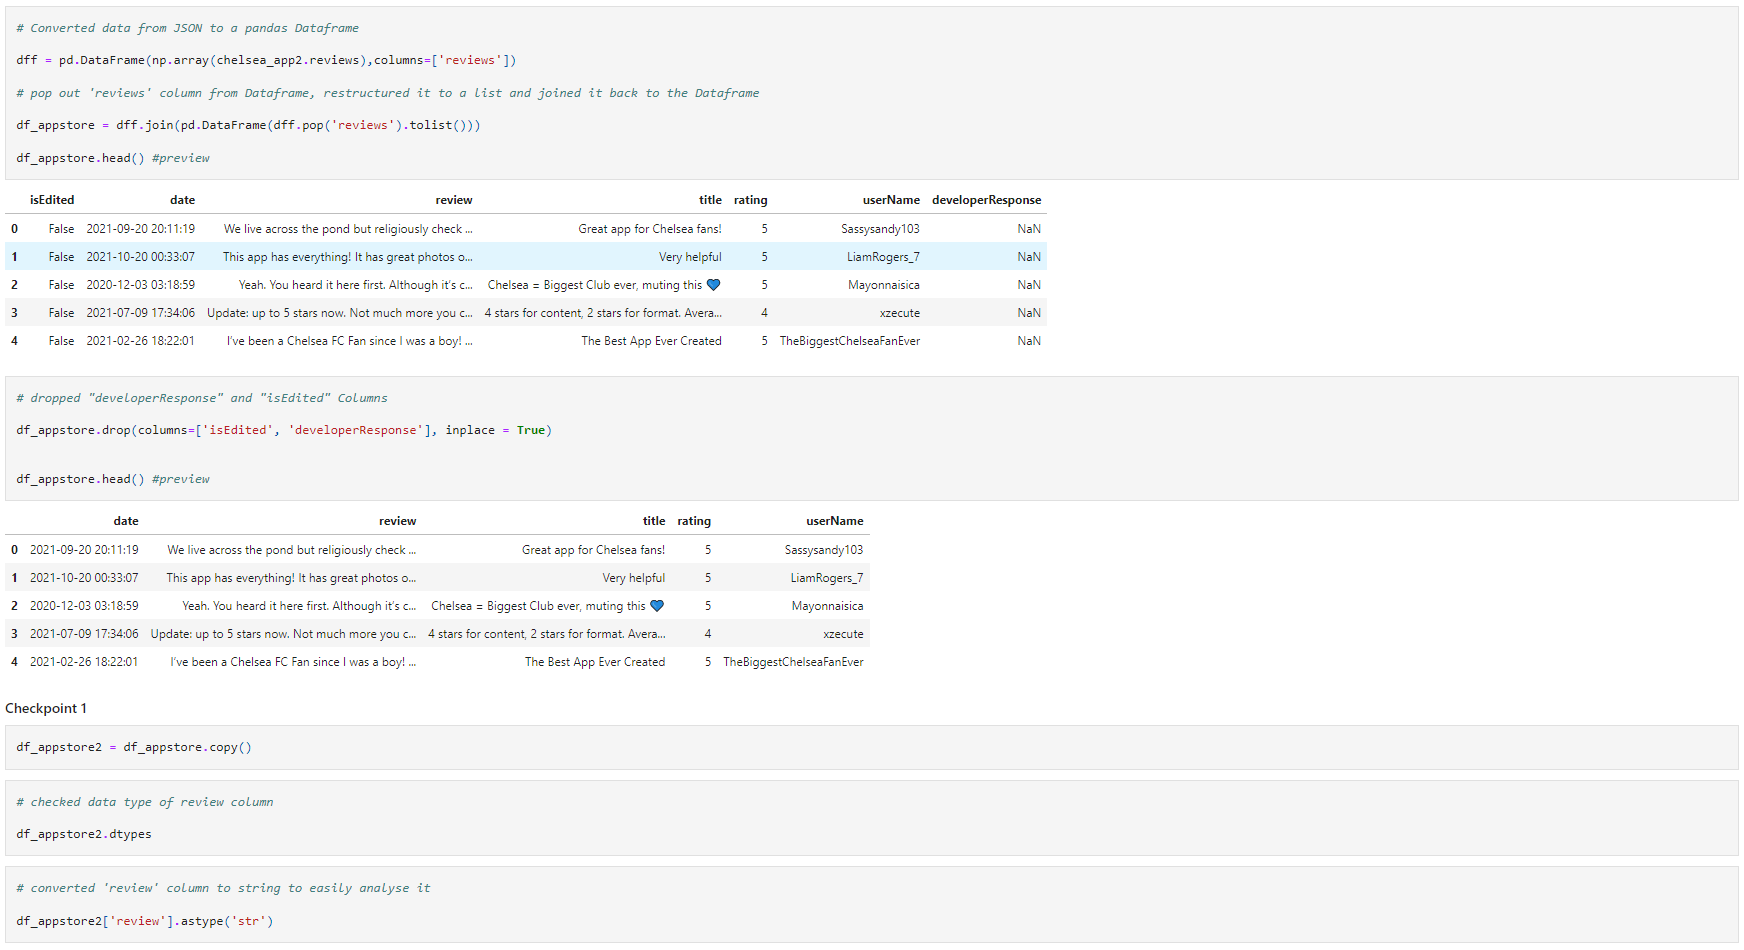 # Converted data from JSON to a pandas Dataframe
dff = pd.DataFrame(np.array(chelsea_app2.reviews),columns=['reviews'])
# pop out 'reviews' column from Dataframe, restructured it to a list and joined it back to the Dataframe
df_appstore = dff.join(pd.DataFrame(dff.pop('reviews').tolist()))
df_appstore.head() #preview
isEdited date review title rating userName developerResponse
0 False 2021-09-20 20:11:19 We live across the pond but religiously check ... Great app for Chelsea fans! 5 Sassysandy103 NaN
1 False 2021-10-20 00:33:07 This app has everything! It has great photos o... Very helpful 5 LiamRogers_7 NaN
2 False 2020-12-03 03:18:59 Yeah. You heard it here first. Although it's c... Chelsea = Biggest Club ever, muting this 💙 5 Mayonnaisica NaN
3 False 2021-07-09 17:34:06 Update: up to 5 stars now. Not much more you c... 4 stars for content, 2 stars for format. Avera... 4 xzecute NaN
4 False 2021-02-26 18:22:01 I've been a Chelsea FC Fan since I was a boy! ... The Best App Ever Created 5 TheBiggestChelseaFanEver NaN
# dropped "developerResponse" and "isEdited" Columns
df_appstore.drop(columns=['isEdited', 'developerResponse'], inplace = True)
df_appstore.head() #preview
date review title rating userName
0 2021-09-20 20:11:19 We live across the pond but religiously check ... Great app for Chelsea fans! 5 Sassysandy103
1 2021-10-20 00:33:07 This app has everything! It has great photos o... Very helpful 5 LiamRogers_7
2 2020-12-03 03:18:59 Yeah. You heard it here first. Although it's c... Chelsea = Biggest Club ever, muting this 💙 5 Mayonnaisica
3 2021-07-09 17:34:06 Update: up to 5 stars now. Not much more you c... 4 stars for content, 2 stars for format. Avera... 4 xzecute
4 2021-02-26 18:22:01 I've been a Chelsea FC Fan since I was a boy! ... The Best App Ever Created 5 TheBiggestChelseaFanEver
Checkpoint 1
df_appstore2 = df_appstore.copy()
# checked data type of review column
df_appstore2.dtypes
# converted 'review' column to string to easily analyse it
df_appstore2['review'].astype('str')